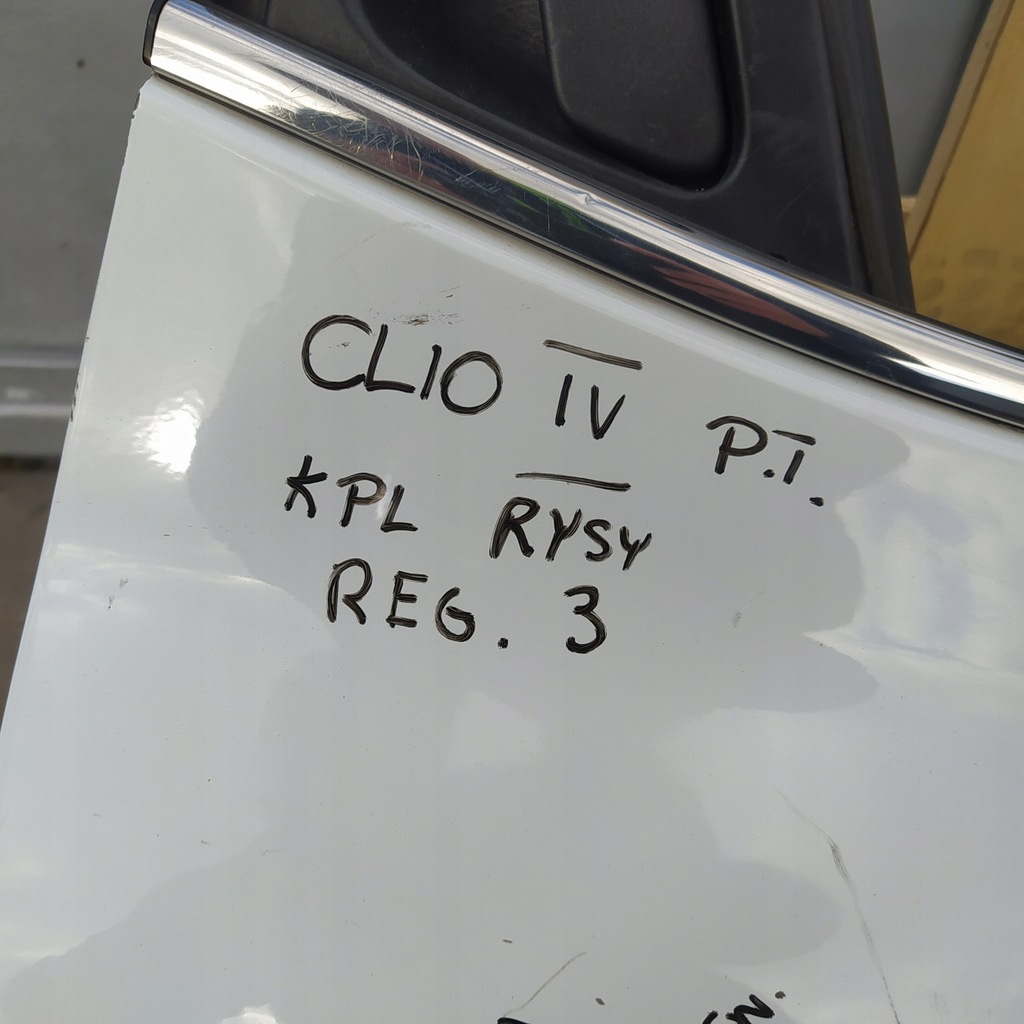 CLIO IV P.T.
KPL RYSY
REG. 3